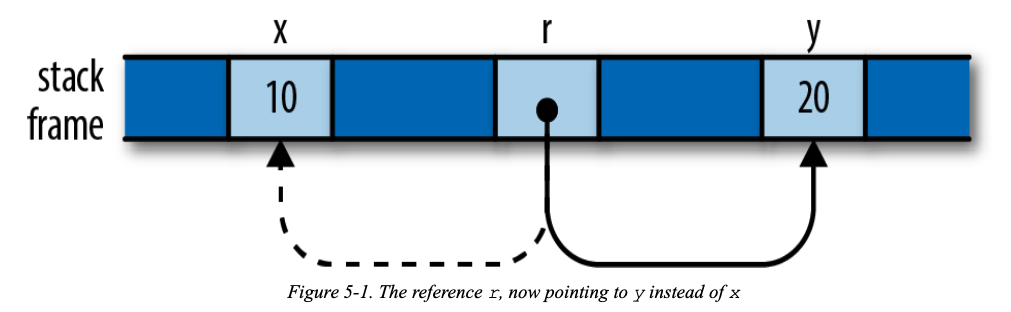 x r y
stack
frame
10 20
Figure 5-1. The reference r, now pointing to y instead of x